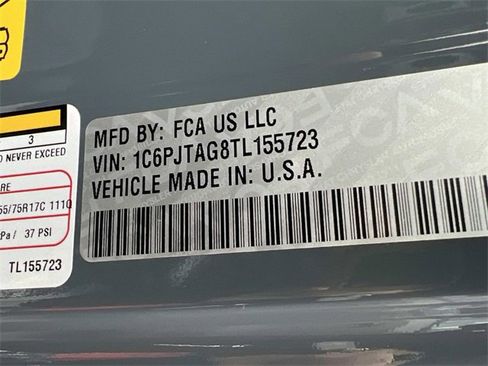 MFD BY: FCA US LLC
VIN: 1C6PJTAG8TL155723
VEHICLE MADE IN: U.S.A.
3
D NEVER EXCEED
RE
55/75R17C 111Q
kPa / 37 PSI
TL155723